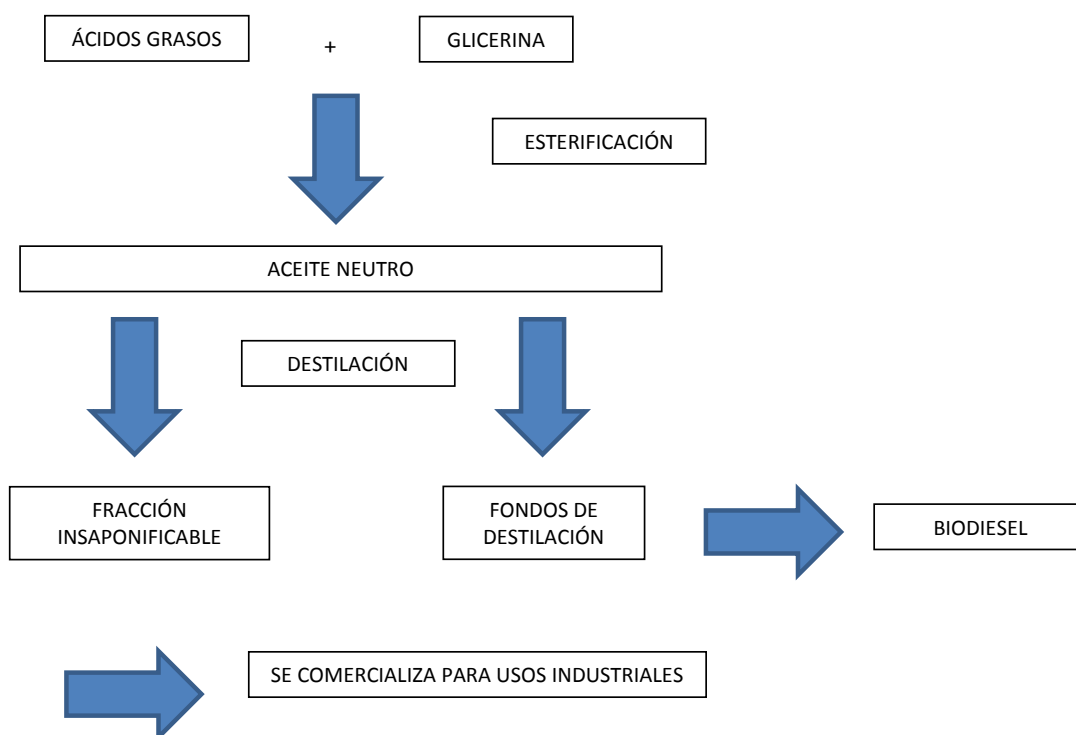 ÁCIDOS GRASOS
+
GLICERINA
ESTERIFICACIÓN
ACEITE NEUTRO
DESTILACIÓN
FRACCIÓN
INSAPONIFICABLE
FONDOS DE
DESTILACIÓN
BIODIESEL
SE COMERCIALIZA PARA USOS INDUSTRIALES